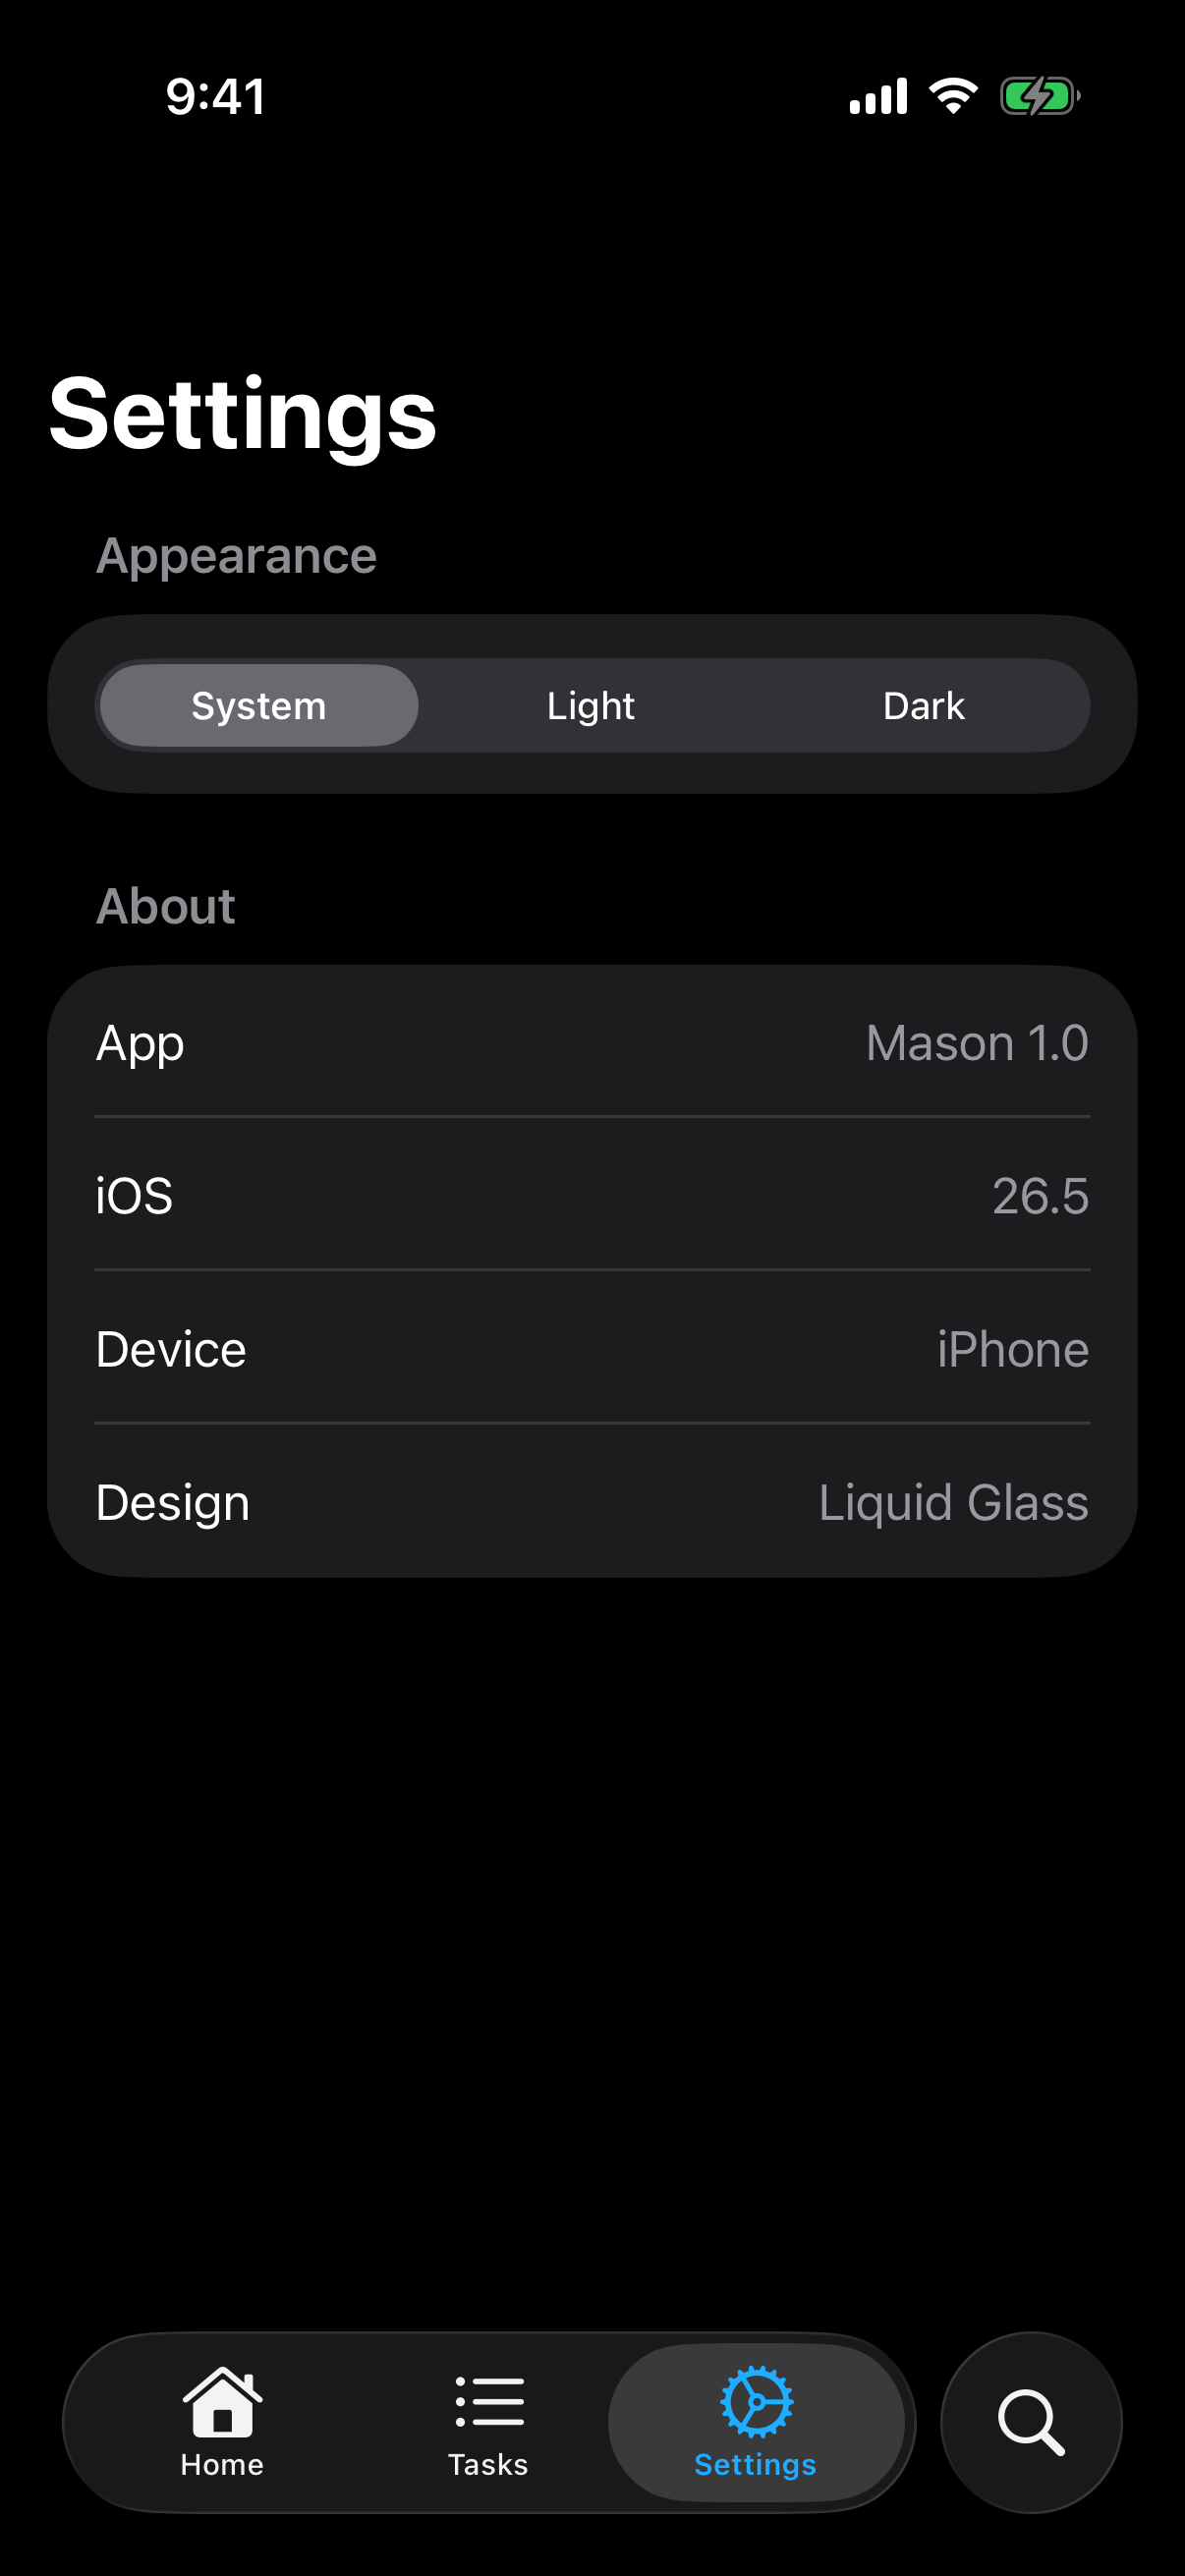 9:41
Settings
Appearance
System Light Dark
About
App Mason 1.0
iOS 26.5
Device iPhone
Design Liquid Glass
Home Tasks Settings